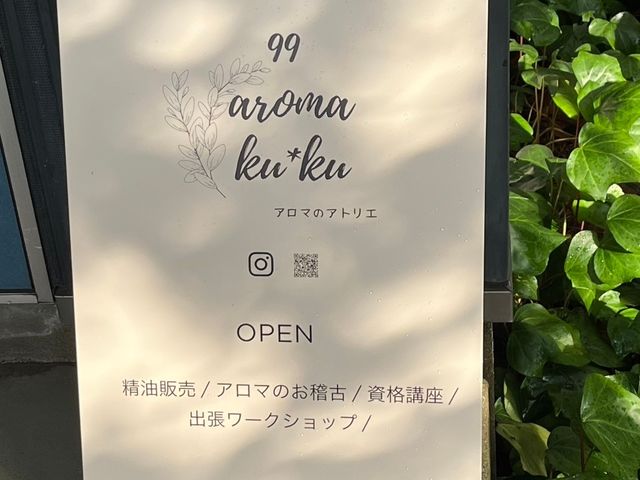 99
aroma
ku*ku
アロマのアトリエ
OPEN
精油販売 / アロマのお稽古 / 資格講座 /
出張ワークショップ /